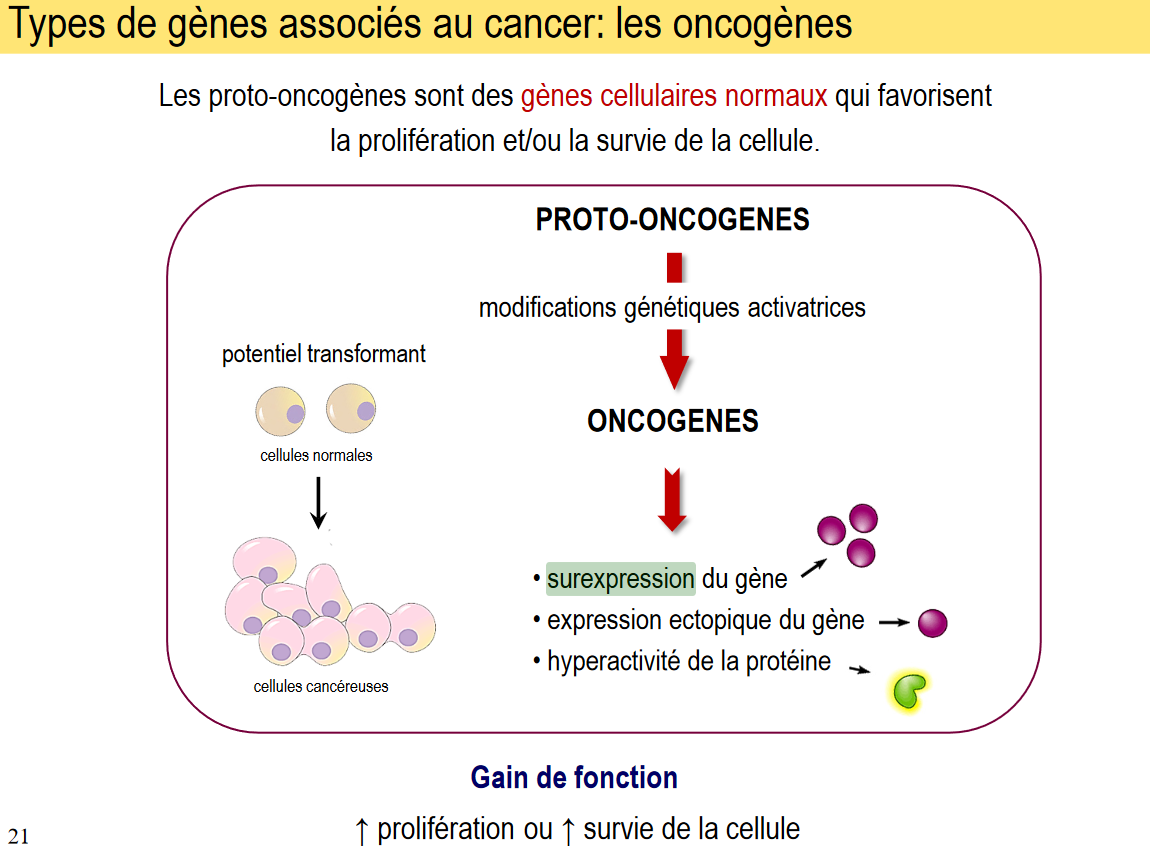 Types de gènes associés au cancer: les oncogènes
Les proto-oncogènes sont des gènes cellulaires normaux qui favorisent
la prolifération et/ou la survie de la cellule.
PROTO-ONCOGENES
modifications génétiques activatrices
potentiel transformant
cellules normales
ONCOGENES
• surexpression du gène
• expression ectopique du gène
• hyperactivité de la protéine
cellules cancéreuses
Gain de fonction
↑ prolifération ou ↑ survie de la cellule
21